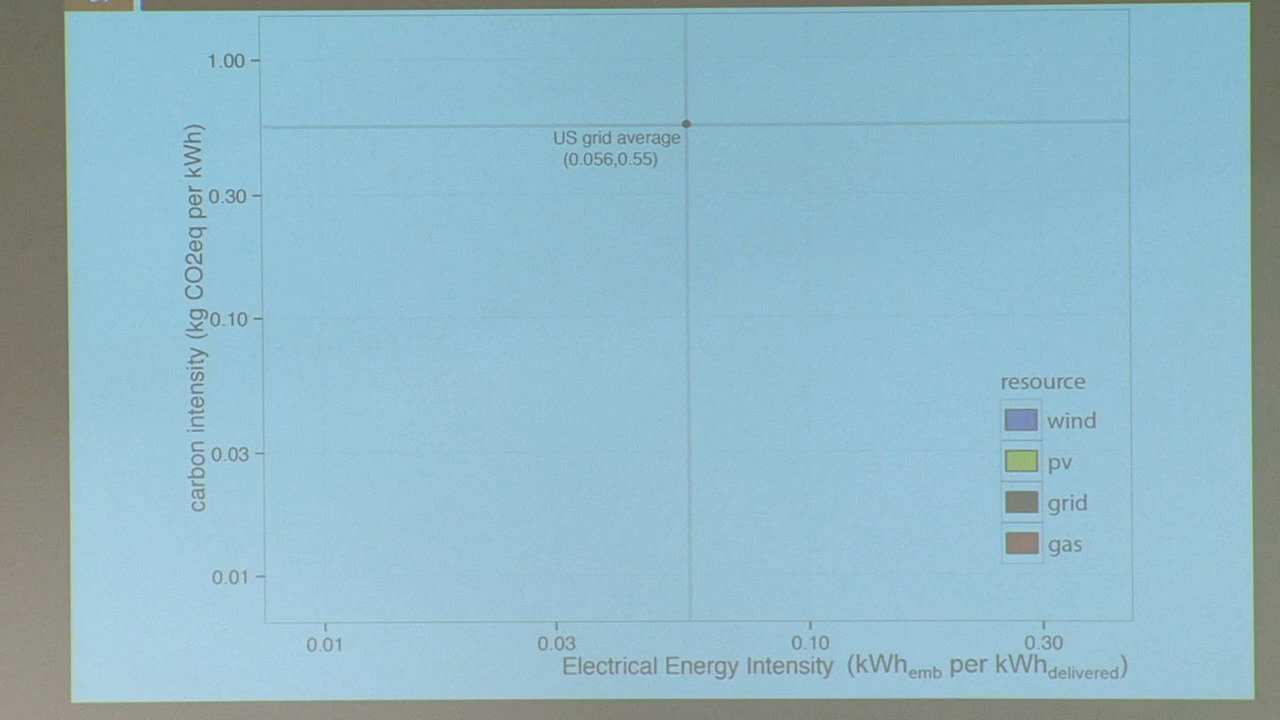 1.00
0.30
0.10
0.03
0.01
carbon intensity (kg CO2eq per kWh)
US grid average
(0.056,0.55)
resource
wind
pv
grid
gas
0.01
0.03
0.10
0.30
Electrical Energy Intensity (kWhemb per kWhdelivered)